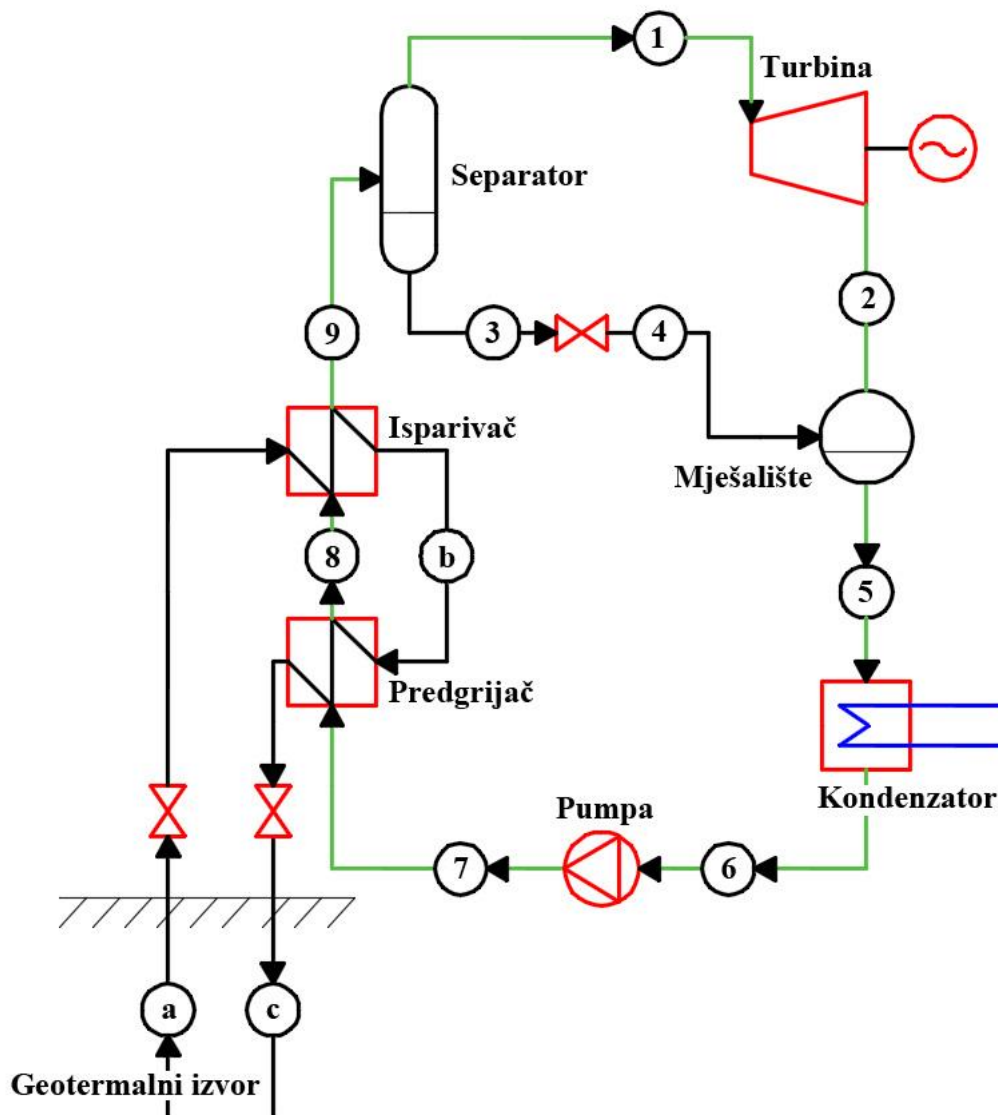 1
Turbina
Separator
2
9
3
4
Isparivač
Mješalište
8
b
5
Predgrijač
Kondenzator
Pumpa
7
6
a
c
Geotermalni izvor